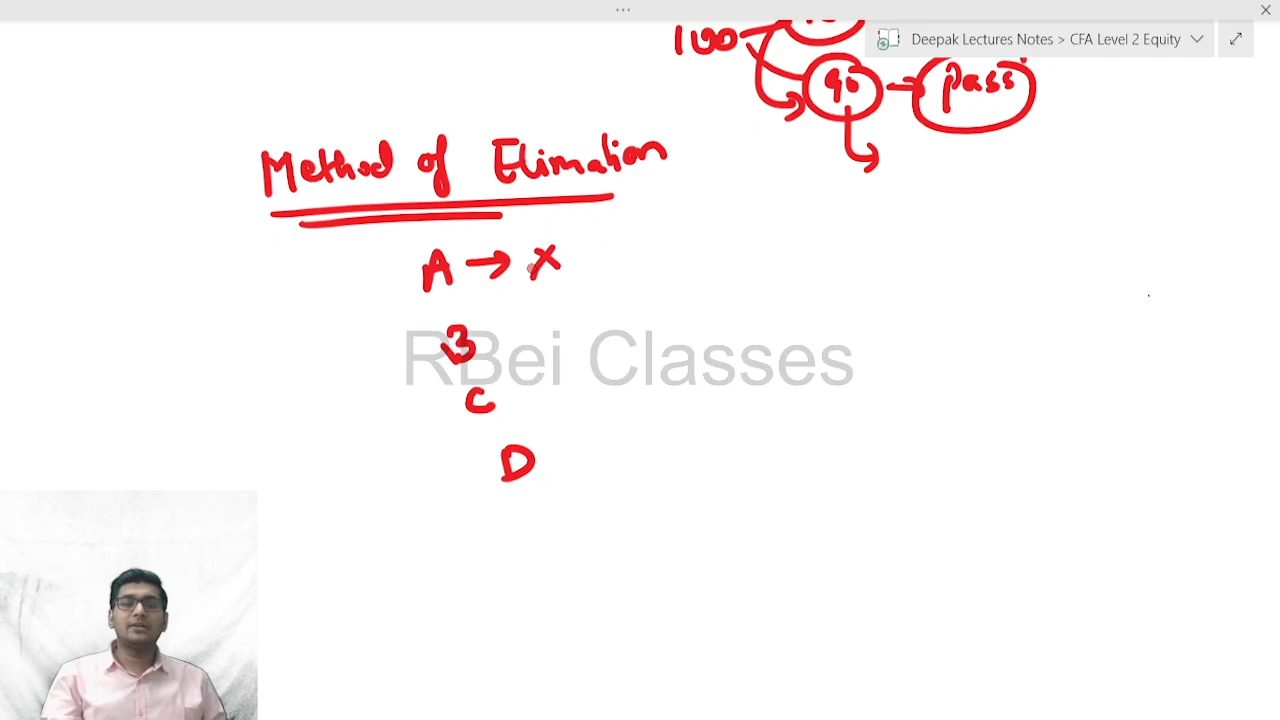 100
Deepak Lectures Notes > CFA Level 2 Equity
90 → Pass
Method of Elimation
A → X
B
RBei Classes
C
D